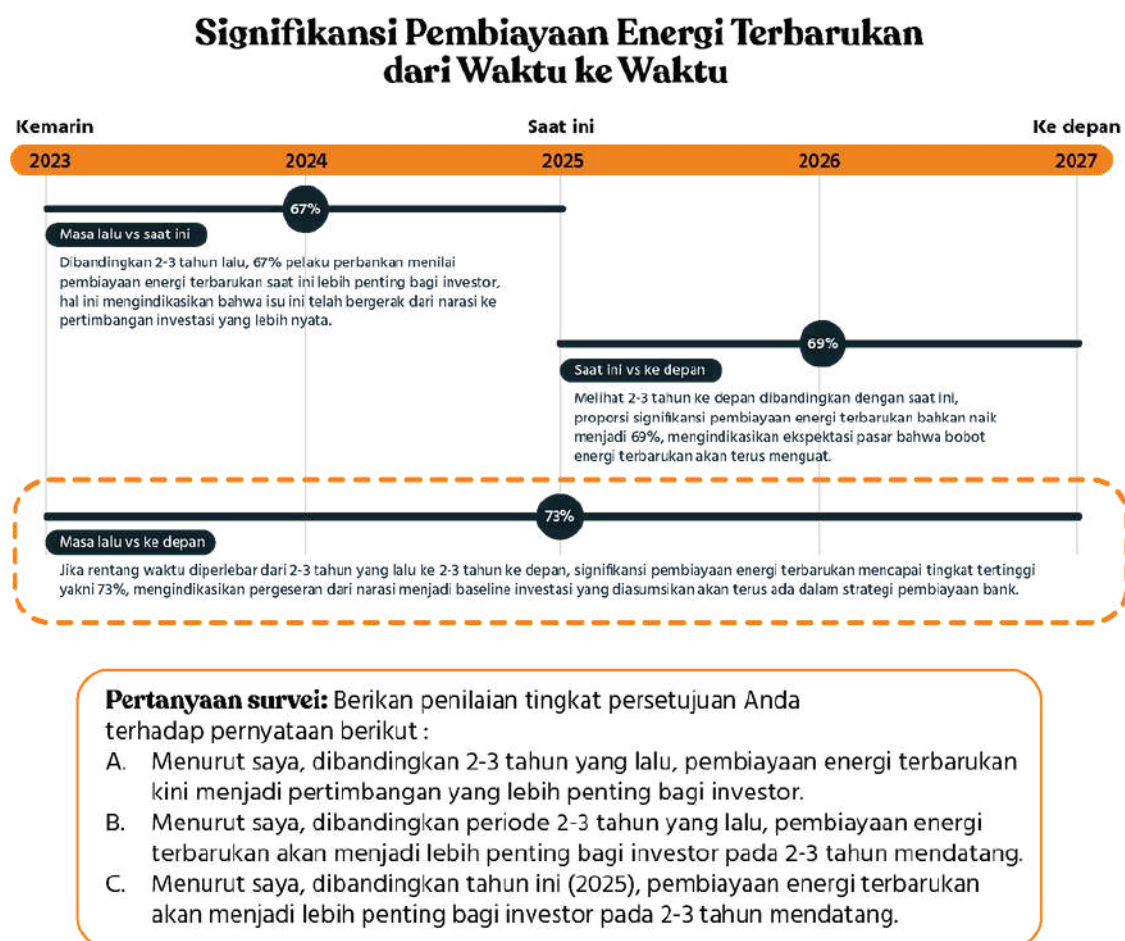 Signifikansi Pembiayaan Energi Terbarukan
dari Waktu ke Waktu
Kemarin
Saat ini
Ke depan
2023
2024
2025
2026
2027
67%
Masa lalu vs saat ini
Dibandingkan 2-3 tahun lalu, 67% pelaku perbankan menilai
pembiayaan energi terbarukan saat ini lebih penting bagi investor,
hal ini mengindikasikan bahwa isu ini telah bergerak dari narasi ke
pertimbangan investasi yang lebih nyata.
69%
Saat ini vs ke depan
Melihat 2-3 tahun ke depan dibandingkan dengan saat ini,
proporsi signifikansi pembiayaan energi terbarukan bahkan naik
menjadi 69%, mengindikasikan ekspektasi pasar bahwa bobot
energi terbarukan akan terus menguat.
73%
Masa lalu vs ke depan
Jika rentang waktu diperlebar dari 2-3 tahun yang lalu ke 2-3 tahun ke depan, signifikansi pembiayaan energi terbarukan mencapai tingkat tertinggi
yakni 73%, mengindikasikan pergeseran dari narasi menjadi baseline investasi yang diasumsikan akan terus ada dalam strategi pembiayaan bank.
Pertanyaan survei: Berikan penilaian tingkat persetujuan Anda
terhadap pernyataan berikut :
A. Menurut saya, dibandingkan 2-3 tahun yang lalu, pembiayaan energi terbarukan
kini menjadi pertimbangan yang lebih penting bagi investor.
B. Menurut saya, dibandingkan periode 2-3 tahun yang lalu, pembiayaan energi
terbarukan akan menjadi lebih penting bagi investor pada 2-3 tahun mendatang.
C. Menurut saya, dibandingkan tahun ini (2025), pembiayaan energi terbarukan
akan menjadi lebih penting bagi investor pada 2-3 tahun mendatang.